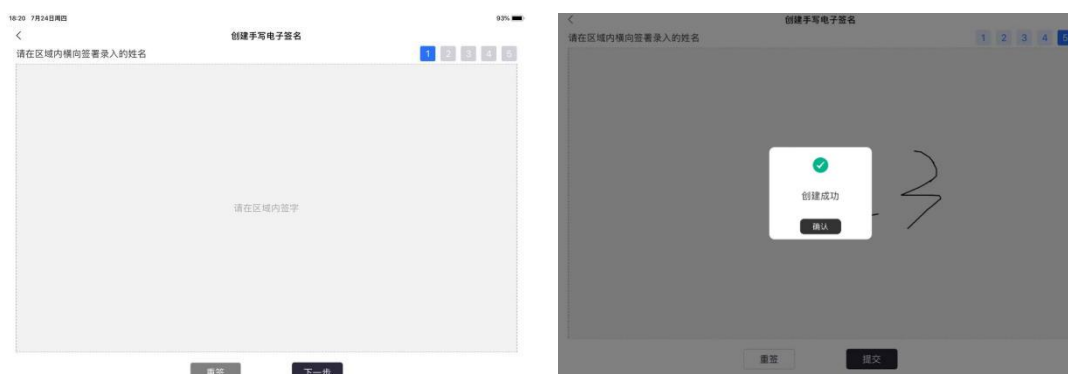 18:20 7月24日周四
93%
创建手写电子签名
请在区域内横向签署录入的姓名
1 2 3 4 5
请在区域内签字
重签
下一步
创建手写电子签名
请在区域内横向签署录入的姓名
1 2 3 4 5
创建成功
确认
重签
提交